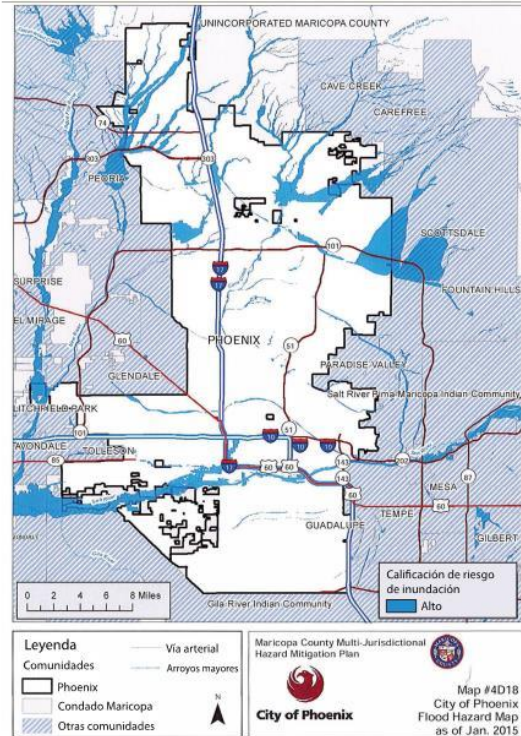 UNINCORPORATED MARICOPA COUNTY
CAVE CREEK
CAREFREE
74
303
303
PEORIA
SCOTTSDALE
101
17
17
FOUNTAIN HILLS
SURPRISE
EL MIRAGE
60
PHOENIX
51
GLENDALE
PARADISE VALLEY
Salt River Pima-Maricopa Indian Community
LITCHFIELD PARK
51
101
10
10
10
AVONDALE
TOLLESON
85
17
60
60
143
202
143
MESA
87
60
60
TEMPE
GUADALUPE
GILBERT
Calificación de riesgo
de inundación
Alto
0 2 4 6 8 Miles
Gila River Indian Community
Leyenda
Comunidades
Phoenix
Condado Maricopa
Otras comunidades
Vía arterial
Arroyos mayores
N
Maricopa County Multi-Jurisdictional
Hazard Mitigation Plan
City of Phoenix
Map #4D18
City of Phoenix
Flood Hazard Map
as of Jan. 2015